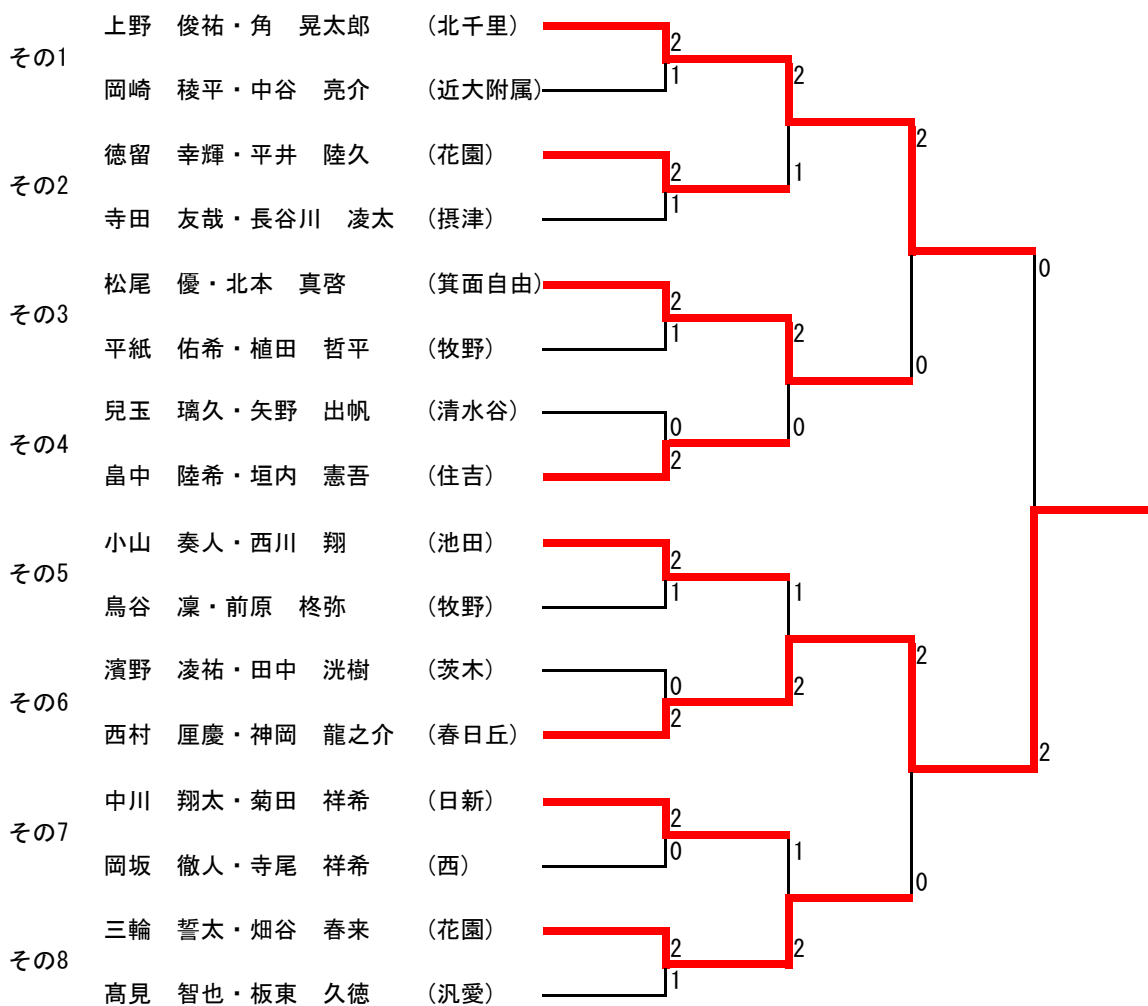 上野　俊祐・角　晃太郎　（北千里）
2
その1
2
1
岡崎　稜平・中谷　亮介　（近大附属）
2
徳留　幸輝・平井　陸久　（花園）
2
1
その2
1
寺田　友哉・長谷川　凌太　（摂津）
松尾　優・北本　真啓　（箕面自由）
0
2
その3
2
1
平紙　佑希・植田　哲平　（牧野）
0
兒玉　璃久・矢野　出帆　（清水谷）
0
0
その4
2
畠中　陸希・垣内　憲吾　（住吉）
小山　奏人・西川　翔　（池田）
2
その5
1
1
鳥谷　凜・前原　柊弥　（牧野）
2
濱野　凌祐・田中　洸樹　（茨木）
0
2
その6
2
西村　厘慶・神岡　龍之介　（春日丘）
2
中川　翔太・菊田　祥希　（日新）
2
その7
0
1
岡坂　徹人・寺尾　祥希　（西）
0
三輪　誓太・畑谷　春来　（花園）
2
2
その8
1
髙見　智也・板東　久徳　（汎愛）